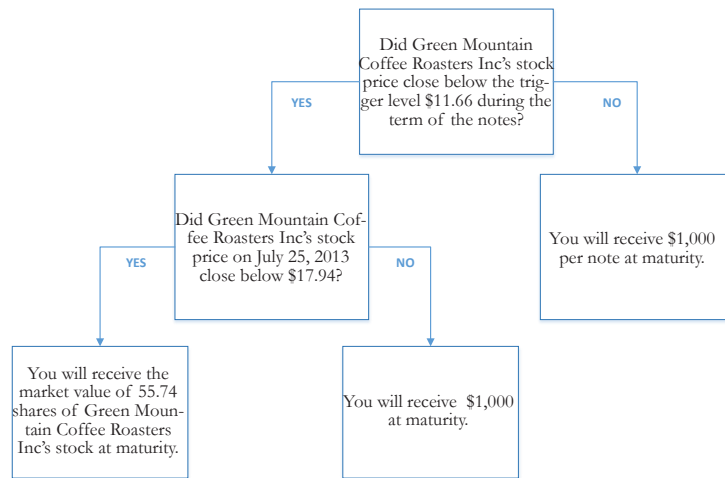 Did Green Mountain
Coffee Roasters Inc's stock
price close below the trig-
ger level $11.66 during the
term of the notes?
YES
NO
Did Green Mountain Cof-
fee Roasters Inc's stock
price on July 25, 2013
close below $17.94?
You will receive $1,000
per note at maturity.
YES
NO
You will receive the
market value of 55.74
shares of Green Moun-
tain Coffee Roasters
Inc's stock at maturity.
You will receive $1,000
at maturity.